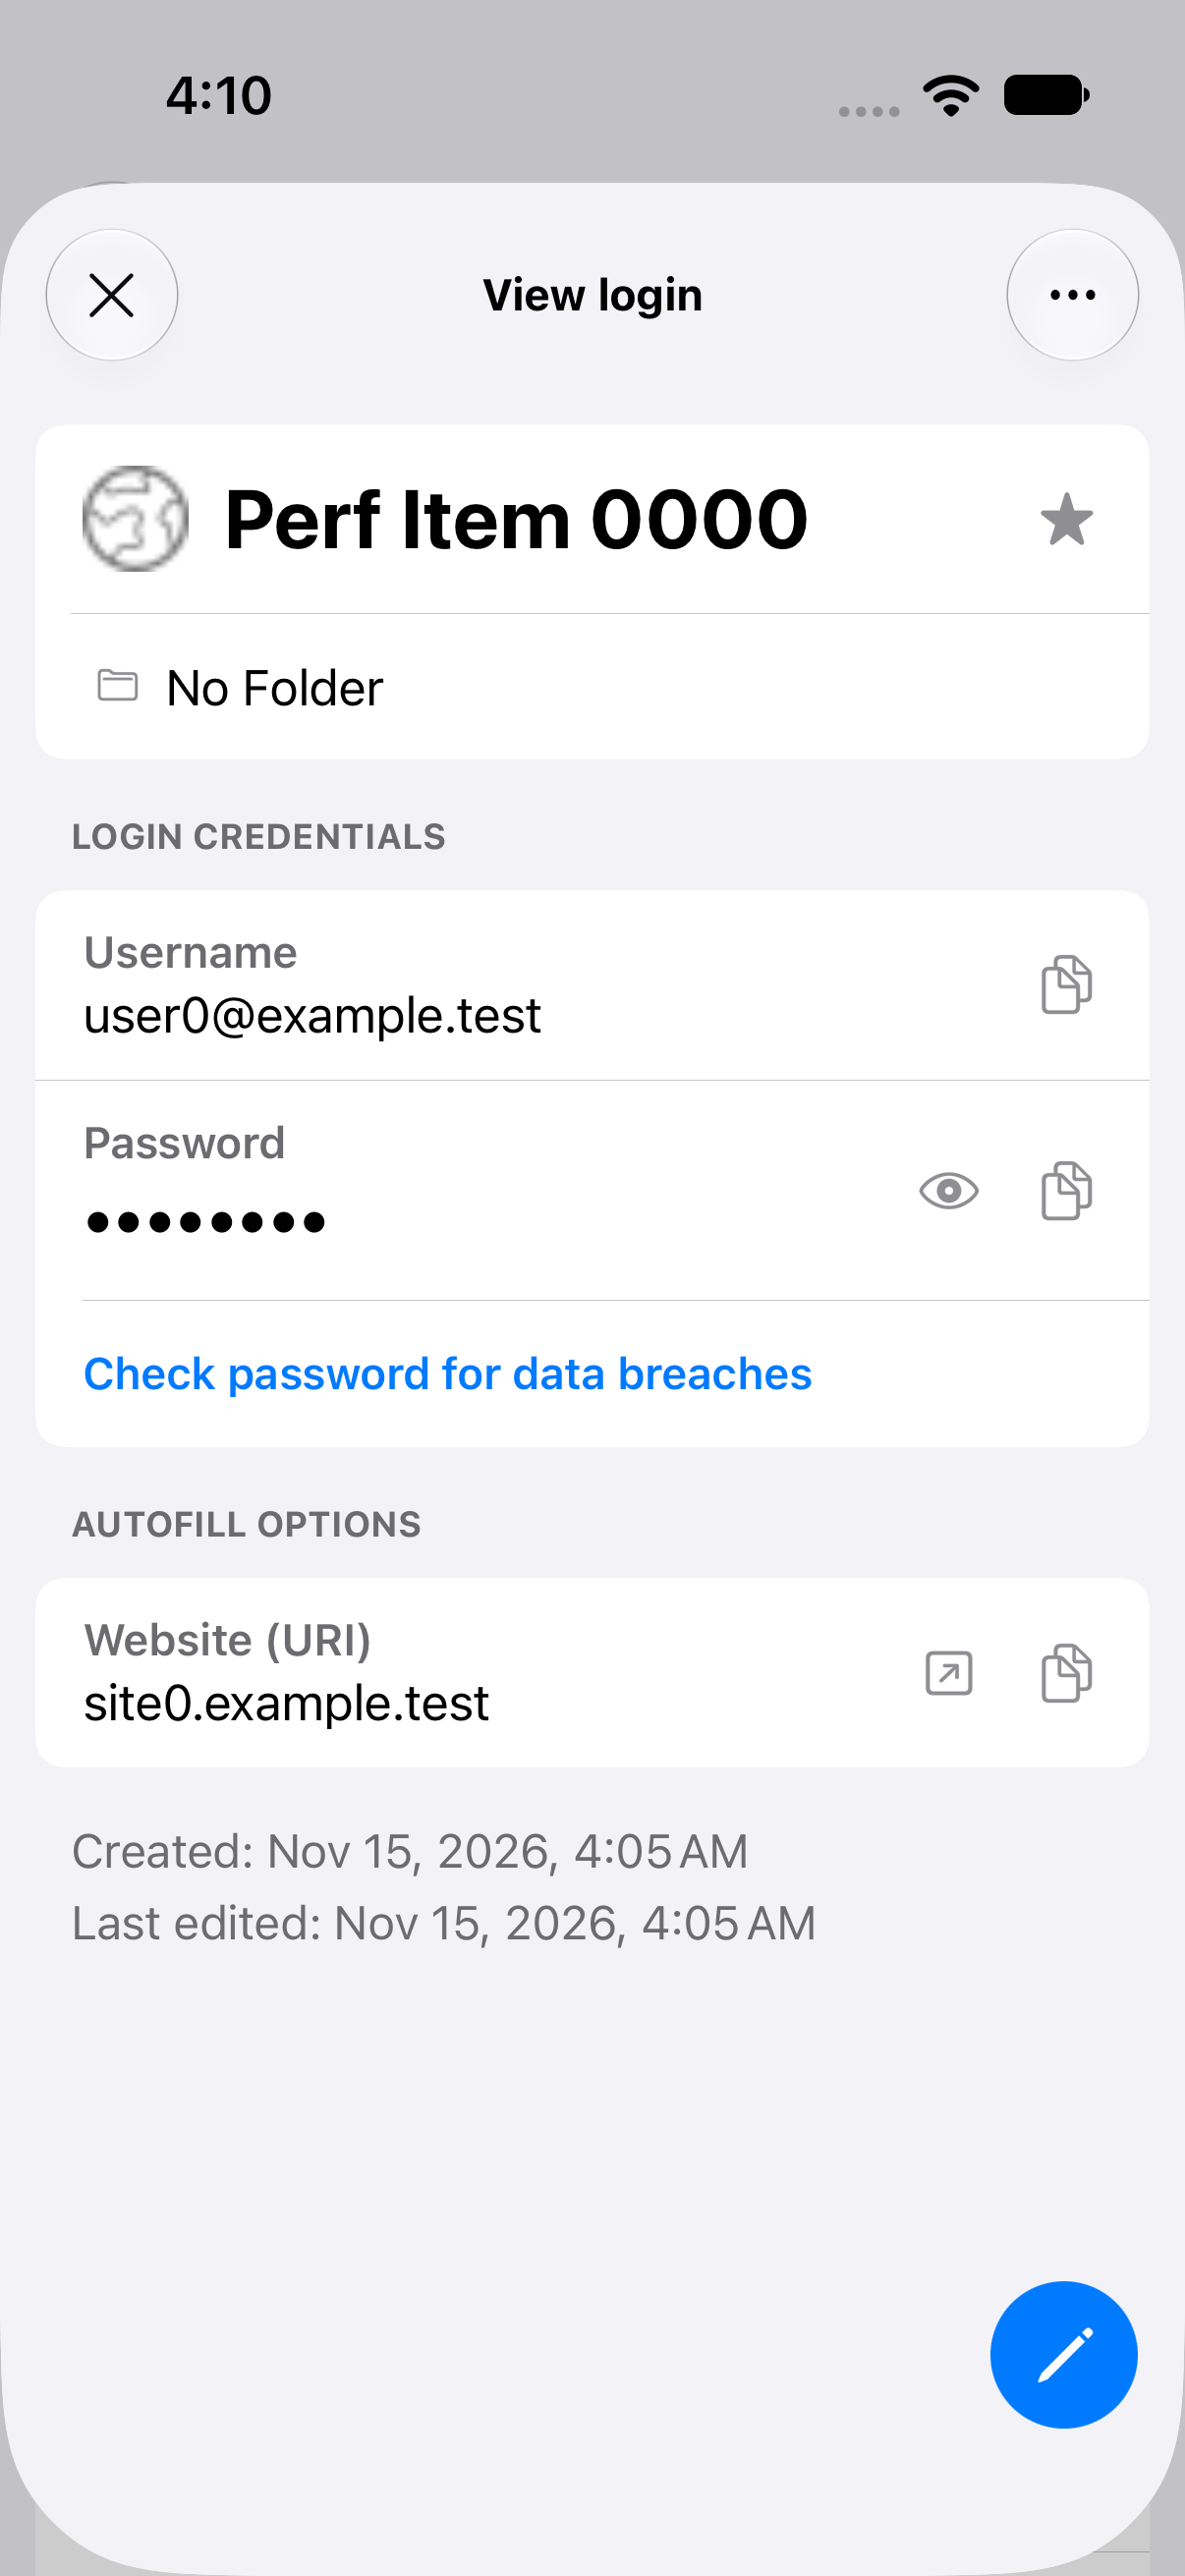 4:10
View login
Perf Item 0000
No Folder
LOGIN CREDENTIALS
Username
user0@example.test
Password
●●●●●●●●
Check password for data breaches
AUTOFILL OPTIONS
Website (URI)
site0.example.test
Created: Nov 15, 2026, 4:05 AM
Last edited: Nov 15, 2026, 4:05 AM